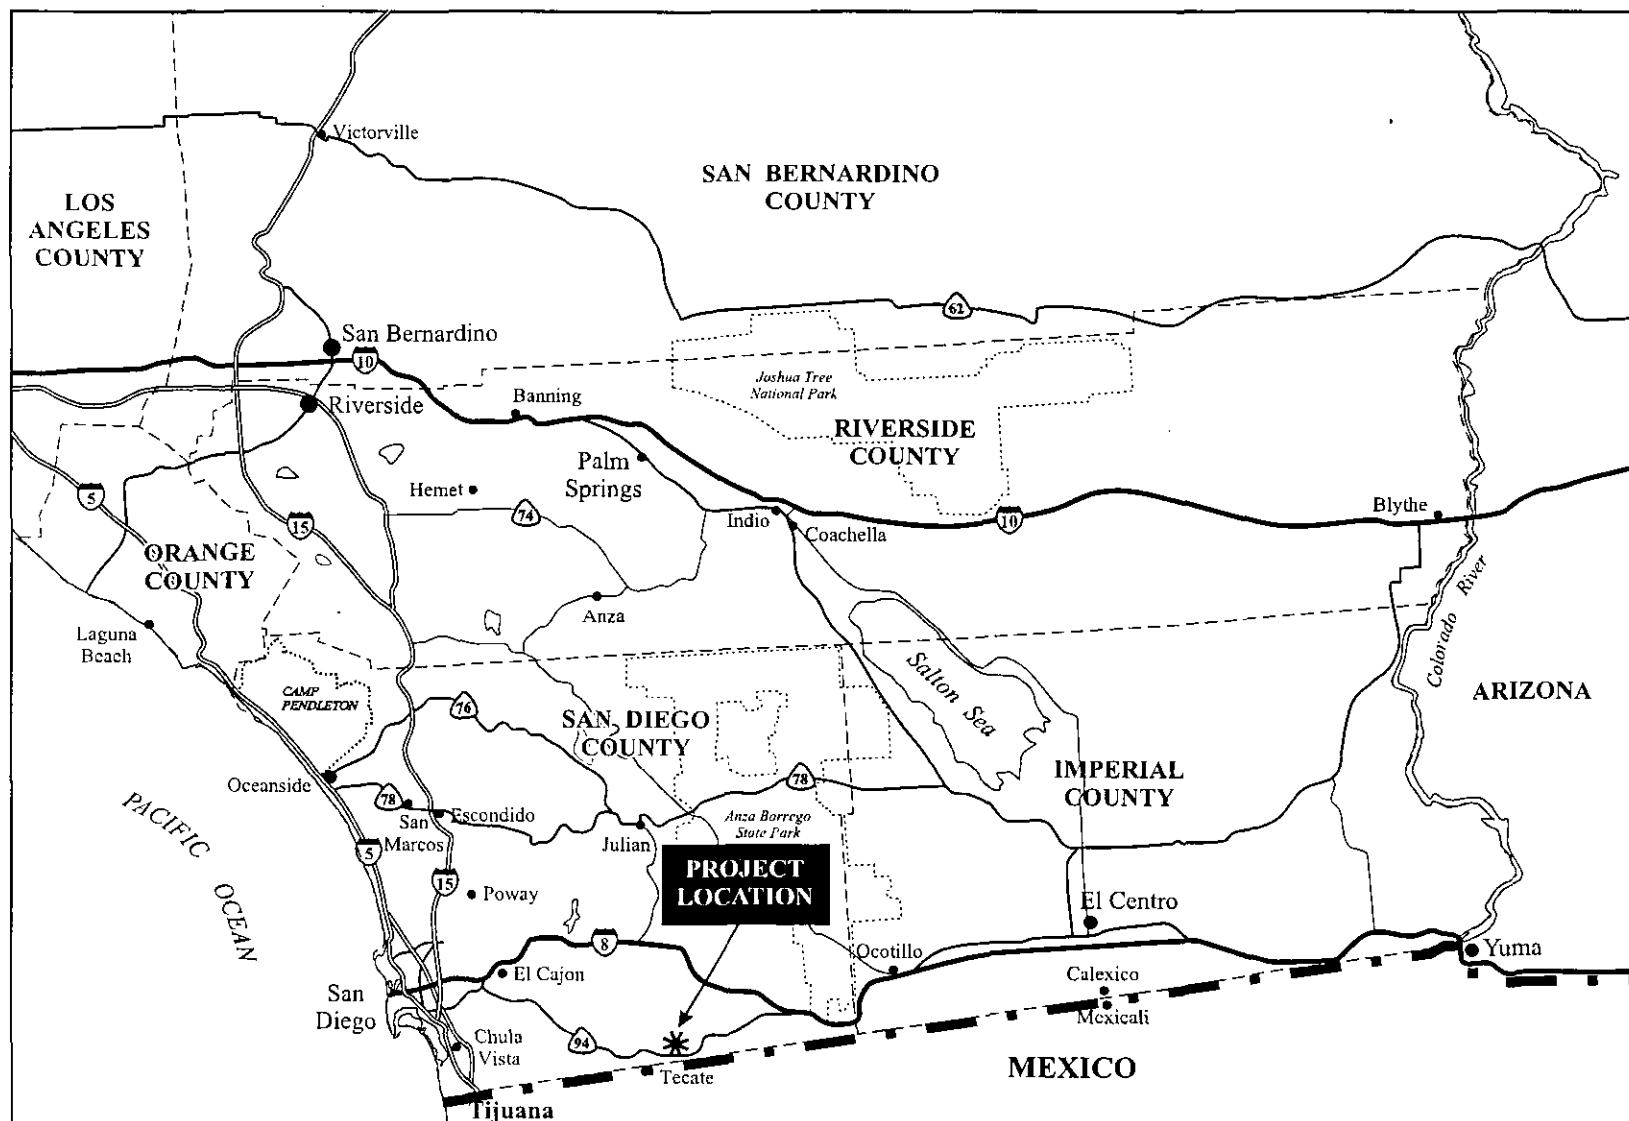 Victorville
SAN BERNARDINO
COUNTY
LOS
ANGELES
COUNTY
62
San Bernardino
10
Joshua Tree
National Park
Riverside
Banning
RIVERSIDE
COUNTY
Palm
Springs
5
Hemet
74
15
Indio
Coachella
10
Blythe
ORANGE
COUNTY
Colorado River
Anza
Laguna
Beach
Salton Sea
CAMP
PENDLETON
ARIZONA
76
SAN DIEGO
COUNTY
Oceanside
78
78
IMPERIAL
COUNTY
PACIFIC OCEAN
San
Marcos
Escondido
Julian
Anza Borrego
State Park
5
PROJECT
LOCATION
15
Poway
El Centro
8
Ocotillo
Yuma
El Cajon
Calexico
San
Diego
Mexicali
Chula
Vista
94
Tecate
MEXICO
Tijuana